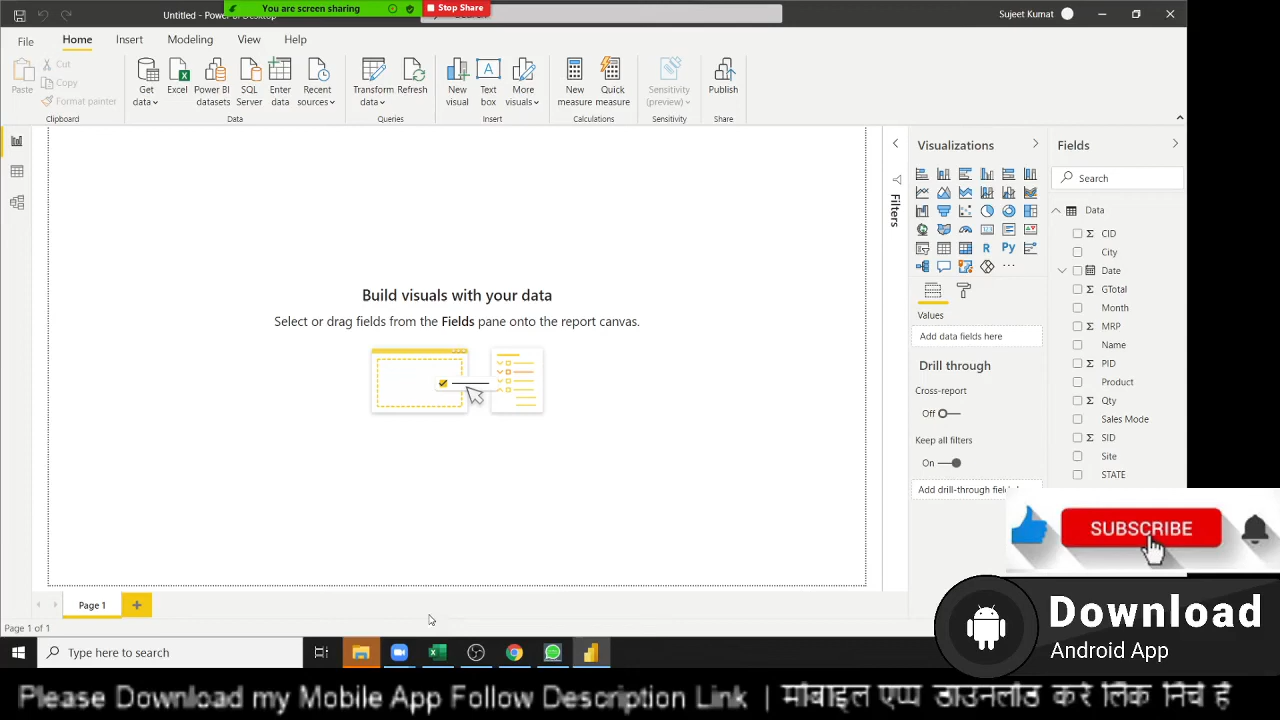 You are screen sharing
Stop Share
Untitled - Power BI Desktop
Sujeet Kumat
File
Home
Insert
Modeling
View
Help
Paste
Cut
Copy
Format painter
Clipboard
Get data
Excel
Power BI datasets
SQL Server
Enter data
Recent sources
Data
Transform data
Refresh
Queries
New visual
Text box
More visuals
Insert
New measure
Quick measure
Calculations
Sensitivity (preview)
Sensitivity
Publish
Share
Build visuals with your data
Select or drag fields from the Fields pane onto the report canvas.
Filters
Visualizations
R
Py
Values
Add data fields here
Drill through
Cross-report
Off
Keep all filters
On
Add drill-through fields
Fields
Search
Data
CID
City
Date
GTotal
Month
MRP
Name
PID
Product
Qty
Sales Mode
SID
Site
STATE
SUBSCRIBE
Download
Android App
Page 1
Page 1 of 1
Type here to search
Please Download my Mobile App Follow Description Link | मोबाइल एप्प डाउनलोड करे लिंक निचे है